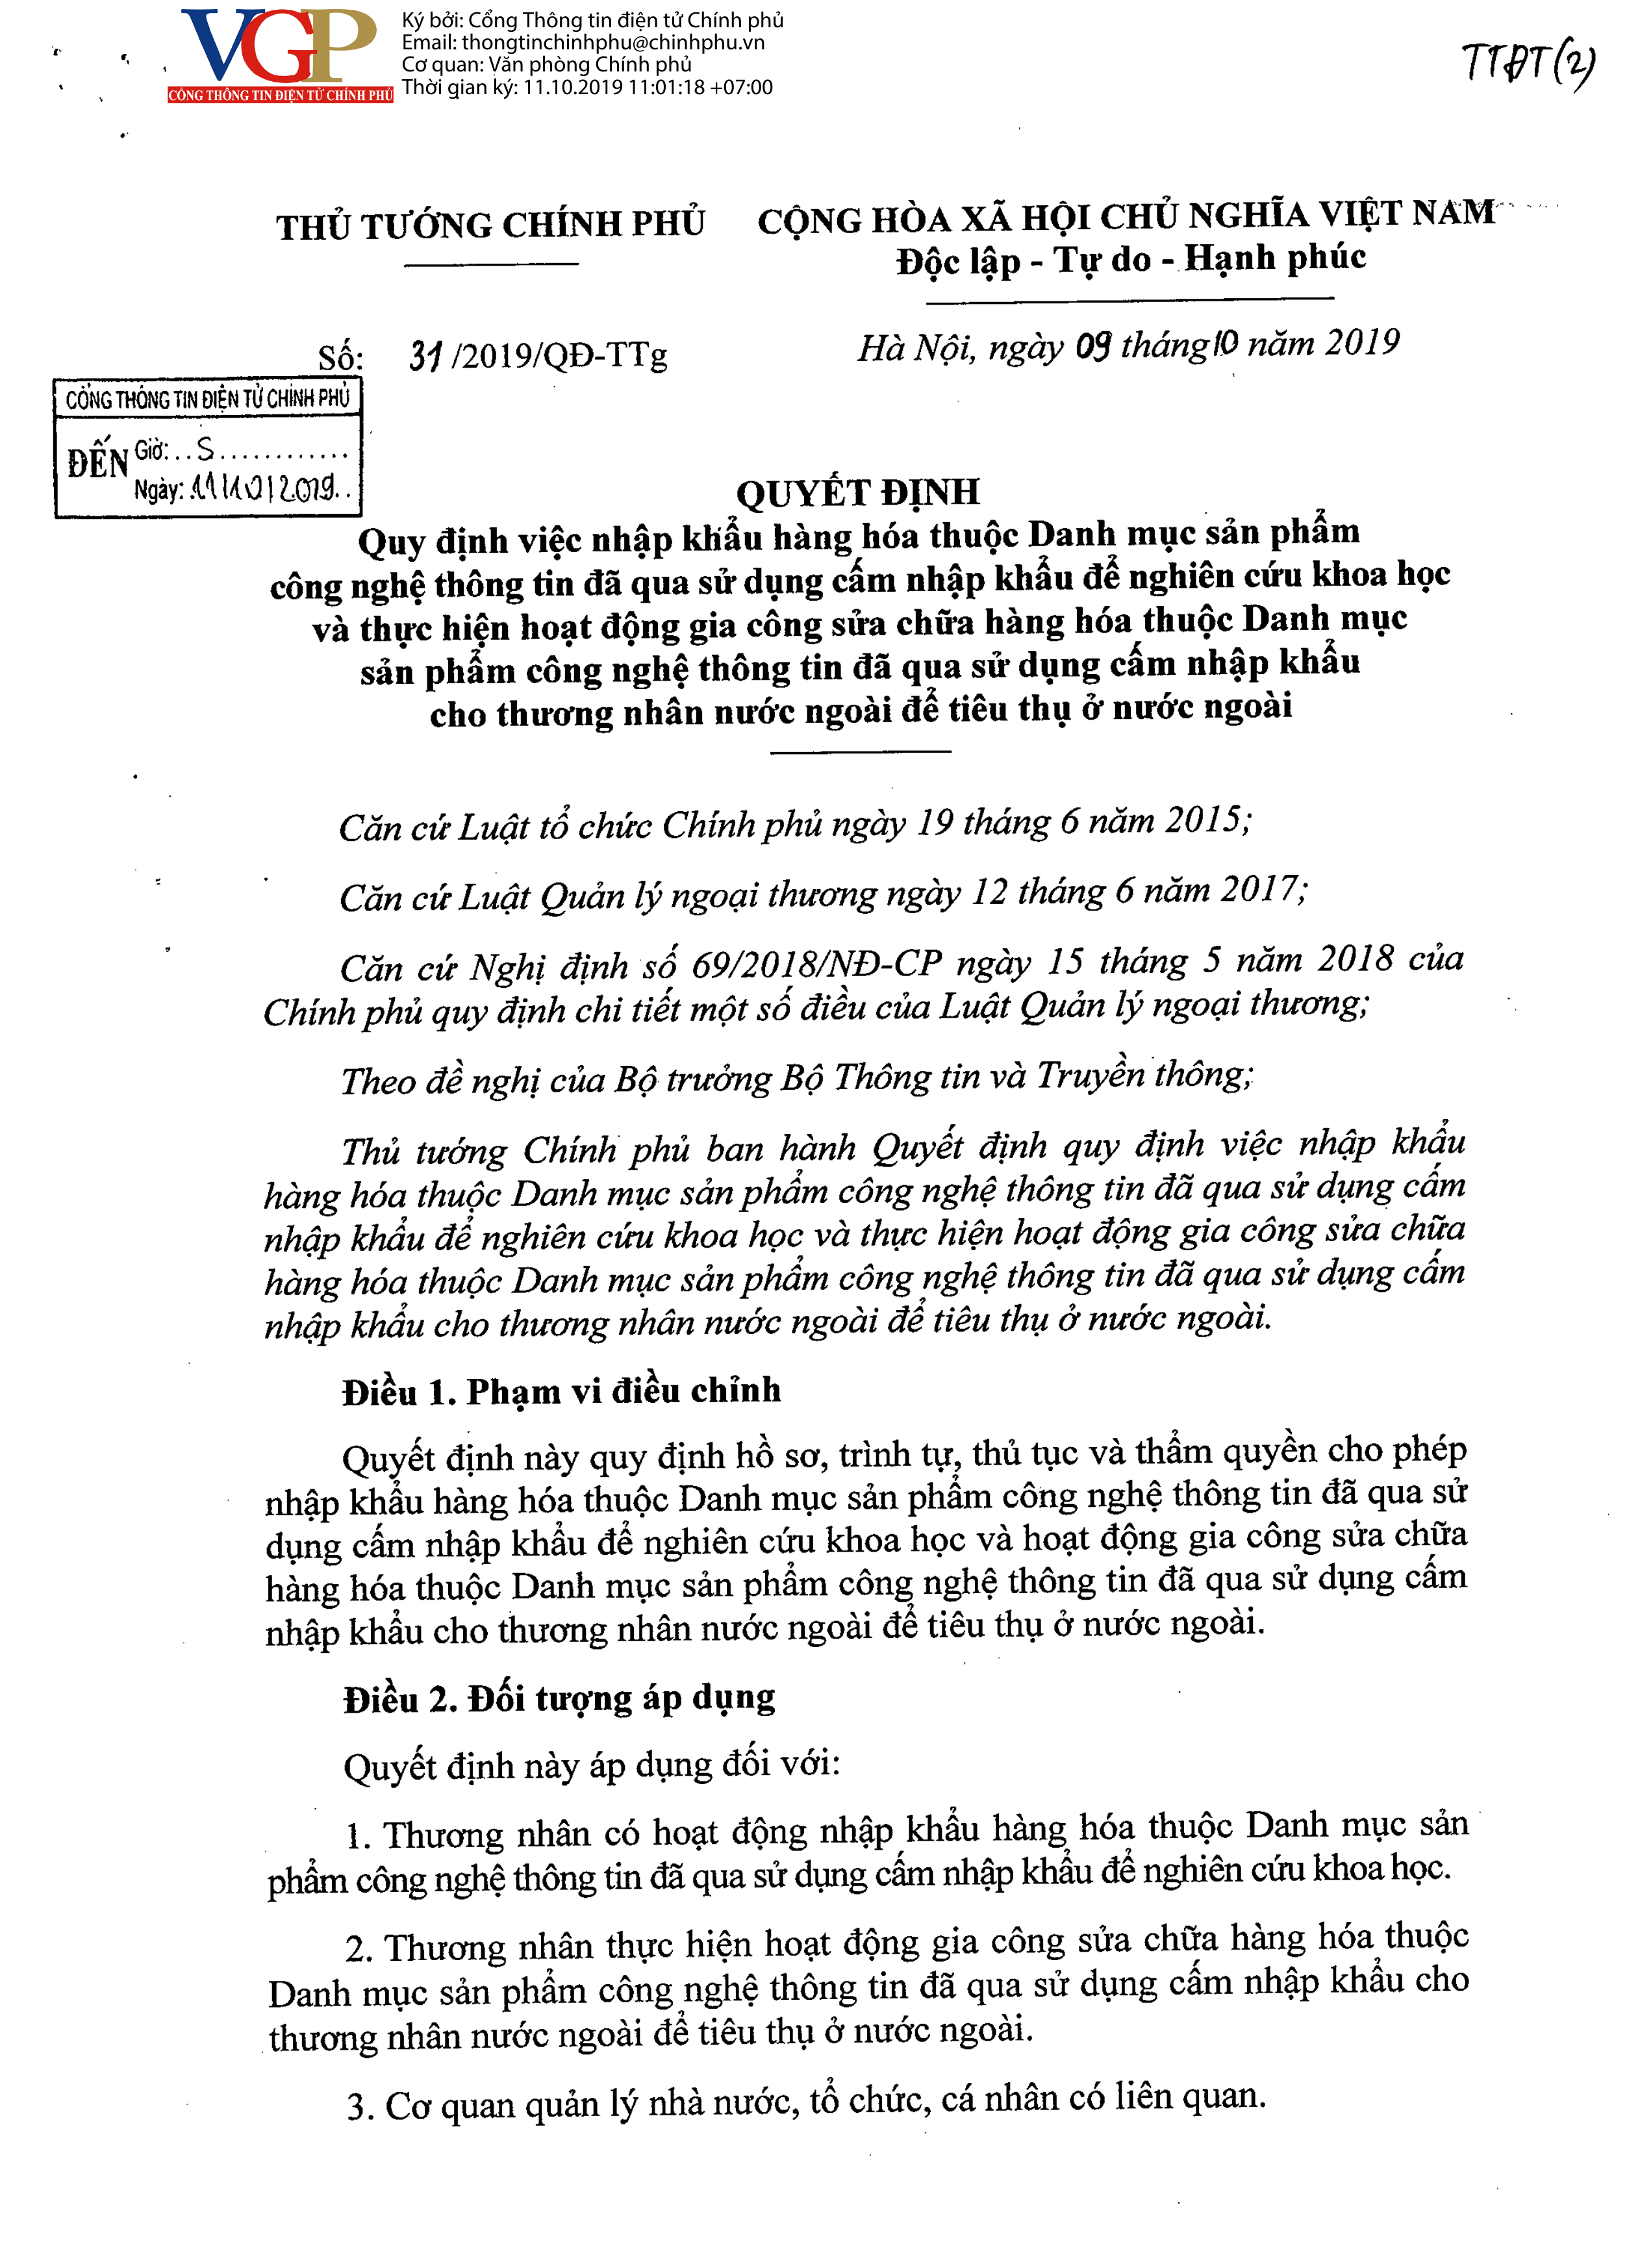 VGP
CỔNG THÔNG TIN ĐIỆN TỬ CHÍNH PHỦ
Ký bởi: Cổng Thông tin điện tử Chính phủ
Email: thongtinchinhphu@chinhphu.vn
Cơ quan: Văn phòng Chính phủ
Thời gian ký: 11.10.2019 11:01:18 +07:00
TTĐT(2)
THỦ TƯỚNG CHÍNH PHỦ
CỘNG HÒA XÃ HỘI CHỦ NGHĨA VIỆT NAM
Độc lập - Tự do - Hạnh phúc
Số: 31/2019/QĐ-TTg
Hà Nội, ngày 09 tháng 10 năm 2019
CỔNG THÔNG TIN ĐIỆN TỬ CHÍNH PHỦ
ĐẾN Giờ: ..S............
Ngày: 11/10/2019..
QUYẾT ĐỊNH
Quy định việc nhập khẩu hàng hóa thuộc Danh mục sản phẩm
công nghệ thông tin đã qua sử dụng cấm nhập khẩu để nghiên cứu khoa học
và thực hiện hoạt động gia công sửa chữa hàng hóa thuộc Danh mục
sản phẩm công nghệ thông tin đã qua sử dụng cấm nhập khẩu
cho thương nhân nước ngoài để tiêu thụ ở nước ngoài
Căn cứ Luật tổ chức Chính phủ ngày 19 tháng 6 năm 2015;
Căn cứ Luật Quản lý ngoại thương ngày 12 tháng 6 năm 2017;
Căn cứ Nghị định số 69/2018/NĐ-CP ngày 15 tháng 5 năm 2018 của
Chính phủ quy định chi tiết một số điều của Luật Quản lý ngoại thương;
Theo đề nghị của Bộ trưởng Bộ Thông tin và Truyền thông;
Thủ tướng Chính phủ ban hành Quyết định quy định việc nhập khẩu
hàng hóa thuộc Danh mục sản phẩm công nghệ thông tin đã qua sử dụng cấm
nhập khẩu để nghiên cứu khoa học và thực hiện hoạt động gia công sửa chữa
hàng hóa thuộc Danh mục sản phẩm công nghệ thông tin đã qua sử dụng cấm
nhập khẩu cho thương nhân nước ngoài để tiêu thụ ở nước ngoài.
Điều 1. Phạm vi điều chỉnh
Quyết định này quy định hồ sơ, trình tự, thủ tục và thẩm quyền cho phép
nhập khẩu hàng hóa thuộc Danh mục sản phẩm công nghệ thông tin đã qua sử
dụng cấm nhập khẩu để nghiên cứu khoa học và hoạt động gia công sửa chữa
hàng hóa thuộc Danh mục sản phẩm công nghệ thông tin đã qua sử dụng cấm
nhập khẩu cho thương nhân nước ngoài để tiêu thụ ở nước ngoài.
Điều 2. Đối tượng áp dụng
Quyết định này áp dụng đối với:
1. Thương nhân có hoạt động nhập khẩu hàng hóa thuộc Danh mục sản
phẩm công nghệ thông tin đã qua sử dụng cấm nhập khẩu để nghiên cứu khoa học.
2. Thương nhân thực hiện hoạt động gia công sửa chữa hàng hóa thuộc
Danh mục sản phẩm công nghệ thông tin đã qua sử dụng cấm nhập khẩu cho
thương nhân nước ngoài để tiêu thụ ở nước ngoài.
3. Cơ quan quản lý nhà nước, tổ chức, cá nhân có liên quan.